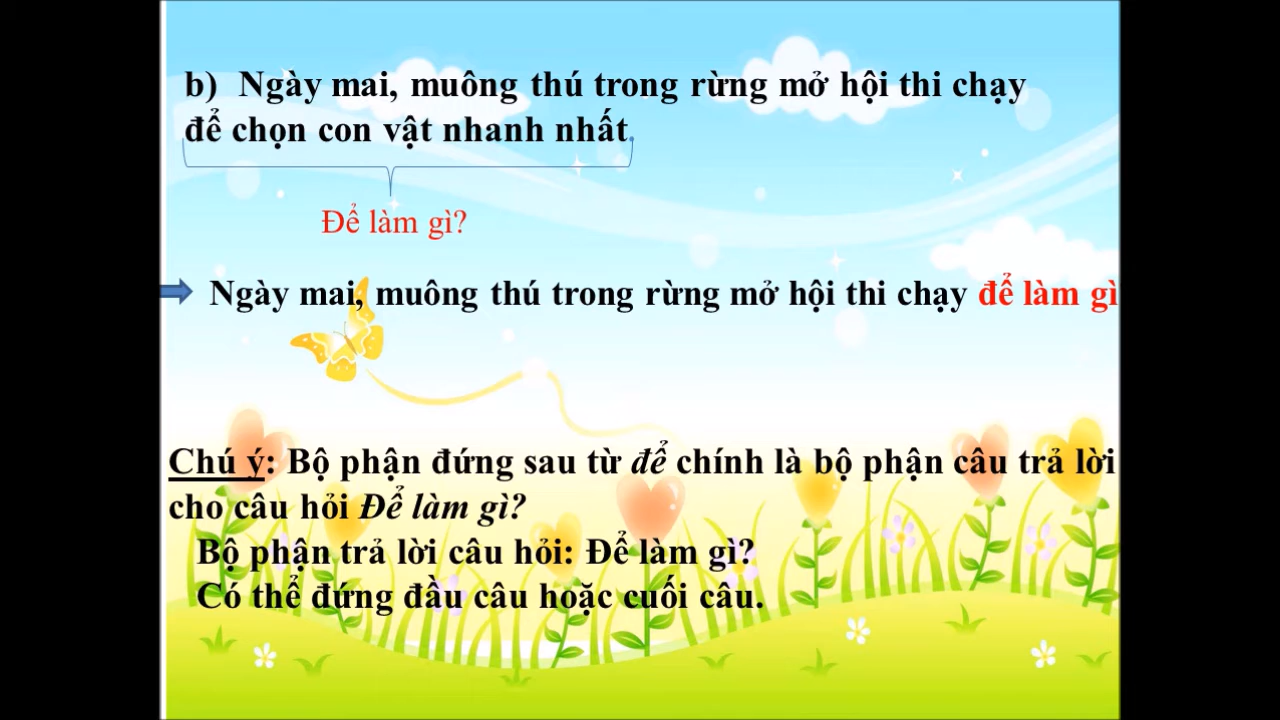 b) Ngày mai, muông thú trong rừng mở hội thi chạy
để chọn con vật nhanh nhất.
Để làm gì?
Ngày mai, muông thú trong rừng mở hội thi chạy để làm gì
Chú ý: Bộ phận đứng sau từ để chính là bộ phận câu trả lời
cho câu hỏi Để làm gì?
Bộ phận trả lời câu hỏi: Để làm gì?
Có thể đứng đầu câu hoặc cuối câu.